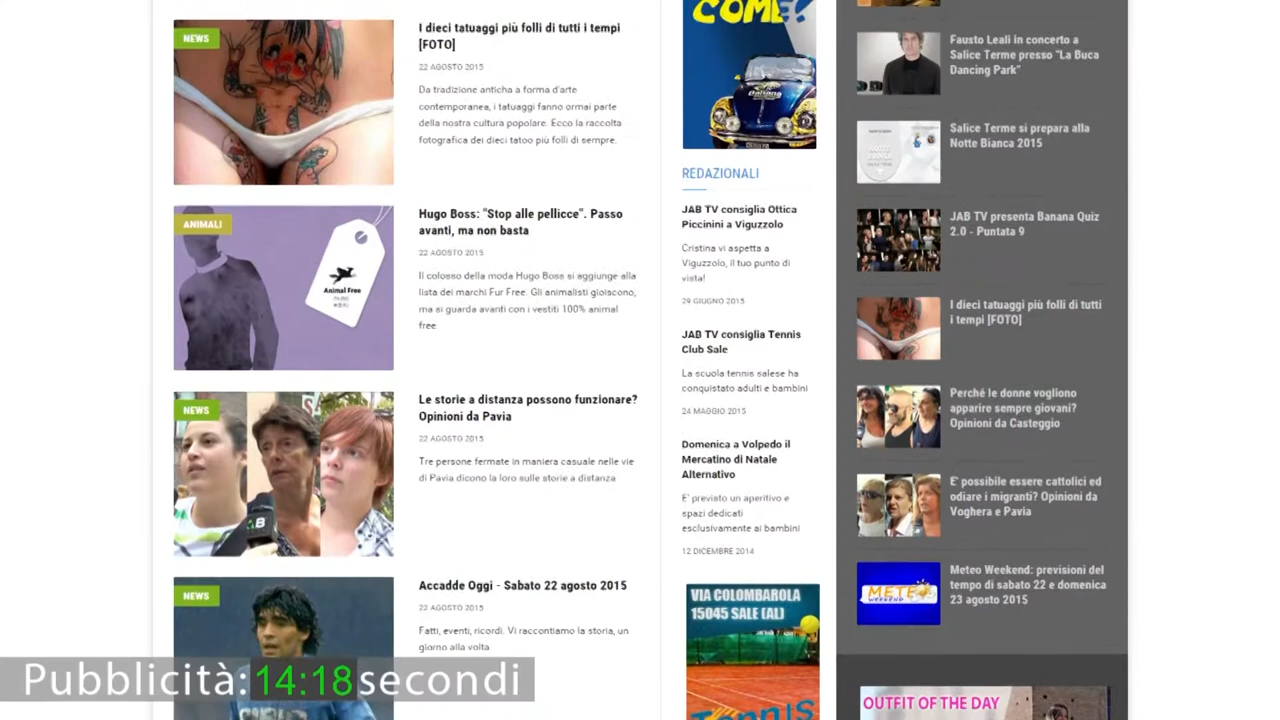 NEWS
I dieci tatuaggi più folli di tutti i tempi
[FOTO]
22 AGOSTO 2015
Da tradizione antica a forma d'arte
contemporanea, i tatuaggi fanno ormai parte
della nostra cultura popolare. Ecco la raccolta
fotografica dei dieci tatoo più folli di sempre.
ANIMALI
Animal Free
Hugo Boss: "Stop alle pellicce". Passo
avanti, ma non basta
22 AGOSTO 2015
Il colosso della moda Hugo Boss si aggiunge alla
lista dei marchi Fur Free. Gli animalisti gioiscono,
ma si guarda avanti con i vestiti 100% animal
free
NEWS
Le storie a distanza possono funzionare?
Opinioni da Pavia
22 AGOSTO 2015
Tre persone fermate in maniera casuale nelle vie
di Pavia dicono la loro sulle storie a distanza
NEWS
Accadde Oggi - Sabato 22 agosto 2015
22 AGOSTO 2015
Fatti, eventi, ricordi. Vi raccontiamo la storia, un
giorno alla volta
Pubblicità: 14:18 secondi
COME?
REDAZIONALI
JAB TV consiglia Ottica
Piccinini a Viguzzolo
Cristina vi aspetta a
Viguzzolo, il tuo punto di
vista!
29 GIUGNO 2015
JAB TV consiglia Tennis
Club Sale
La scuola tennis salese ha
conquistato adulti e bambini
24 MAGGIO 2015
Domenica a Volpedo il
Mercatino di Natale
Alternativo
E' previsto un aperitivo e
spazi dedicati
esclusivamente ai bambini
12 DICEMBRE 2014
VIA COLOMBAROLA
15045 SALE (AL)
Tennis
Fausto Leali in concerto a
Salice Terme presso "La Buca
Dancing Park"
Salice Terme si prepara alla
Notte Bianca 2015
JAB TV presenta Banana Quiz
2.0 - Puntata 9
I dieci tatuaggi più folli di tutti
i tempi [FOTO]
Perché le donne vogliono
apparire sempre giovani?
Opinioni da Casteggio
E' possibile essere cattolici ed
odiare i migranti? Opinioni da
Voghera e Pavia
METEO
WEEKEND
Meteo Weekend: previsioni del
tempo di sabato 22 e domenica
23 agosto 2015
OUTFIT OF THE DAY